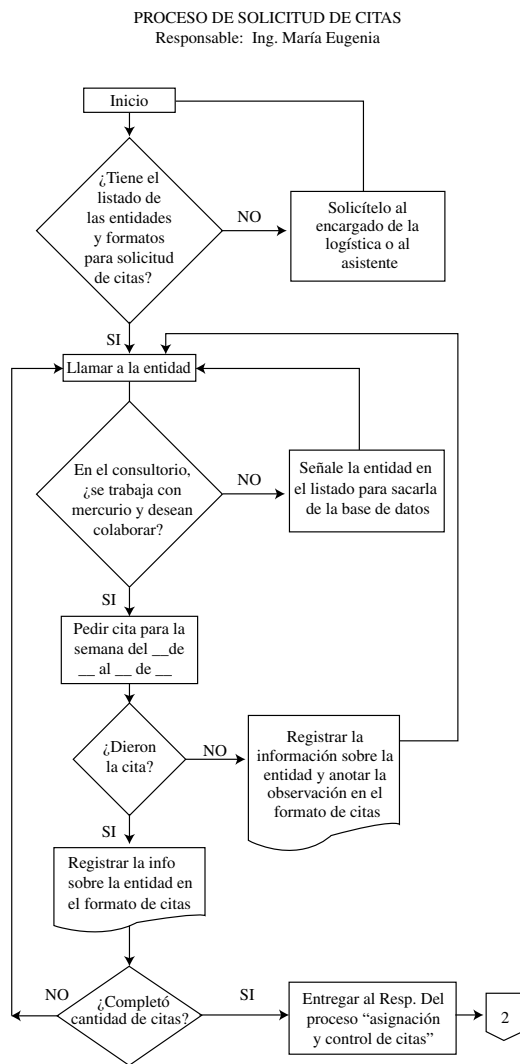 PROCESO DE SOLICITUD DE CITAS
Responsable: Ing. María Eugenia
Inicio
¿Tiene el
listado de
las entidades
y formatos
para solicitud
de citas?
NO
Solicítelo al
encargado de la
logística o al
asistente
SI
Llamar a la entidad
En el consultorio,
¿se trabaja con
mercurio y desean
colaborar?
NO
Señale la entidad en
el listado para sacarla
de la base de datos
SI
Pedir cita para la
semana del __de
__ al __ de __
¿Dieron
la cita?
NO
Registrar la
información sobre la
entidad y anotar la
observación en el
formato de citas
SI
Registrar la info
sobre la entidad en
el formato de citas
NO
¿Completó
cantidad de citas?
SI
Entregar al Resp. Del
proceso “asignación
y control de citas”
2